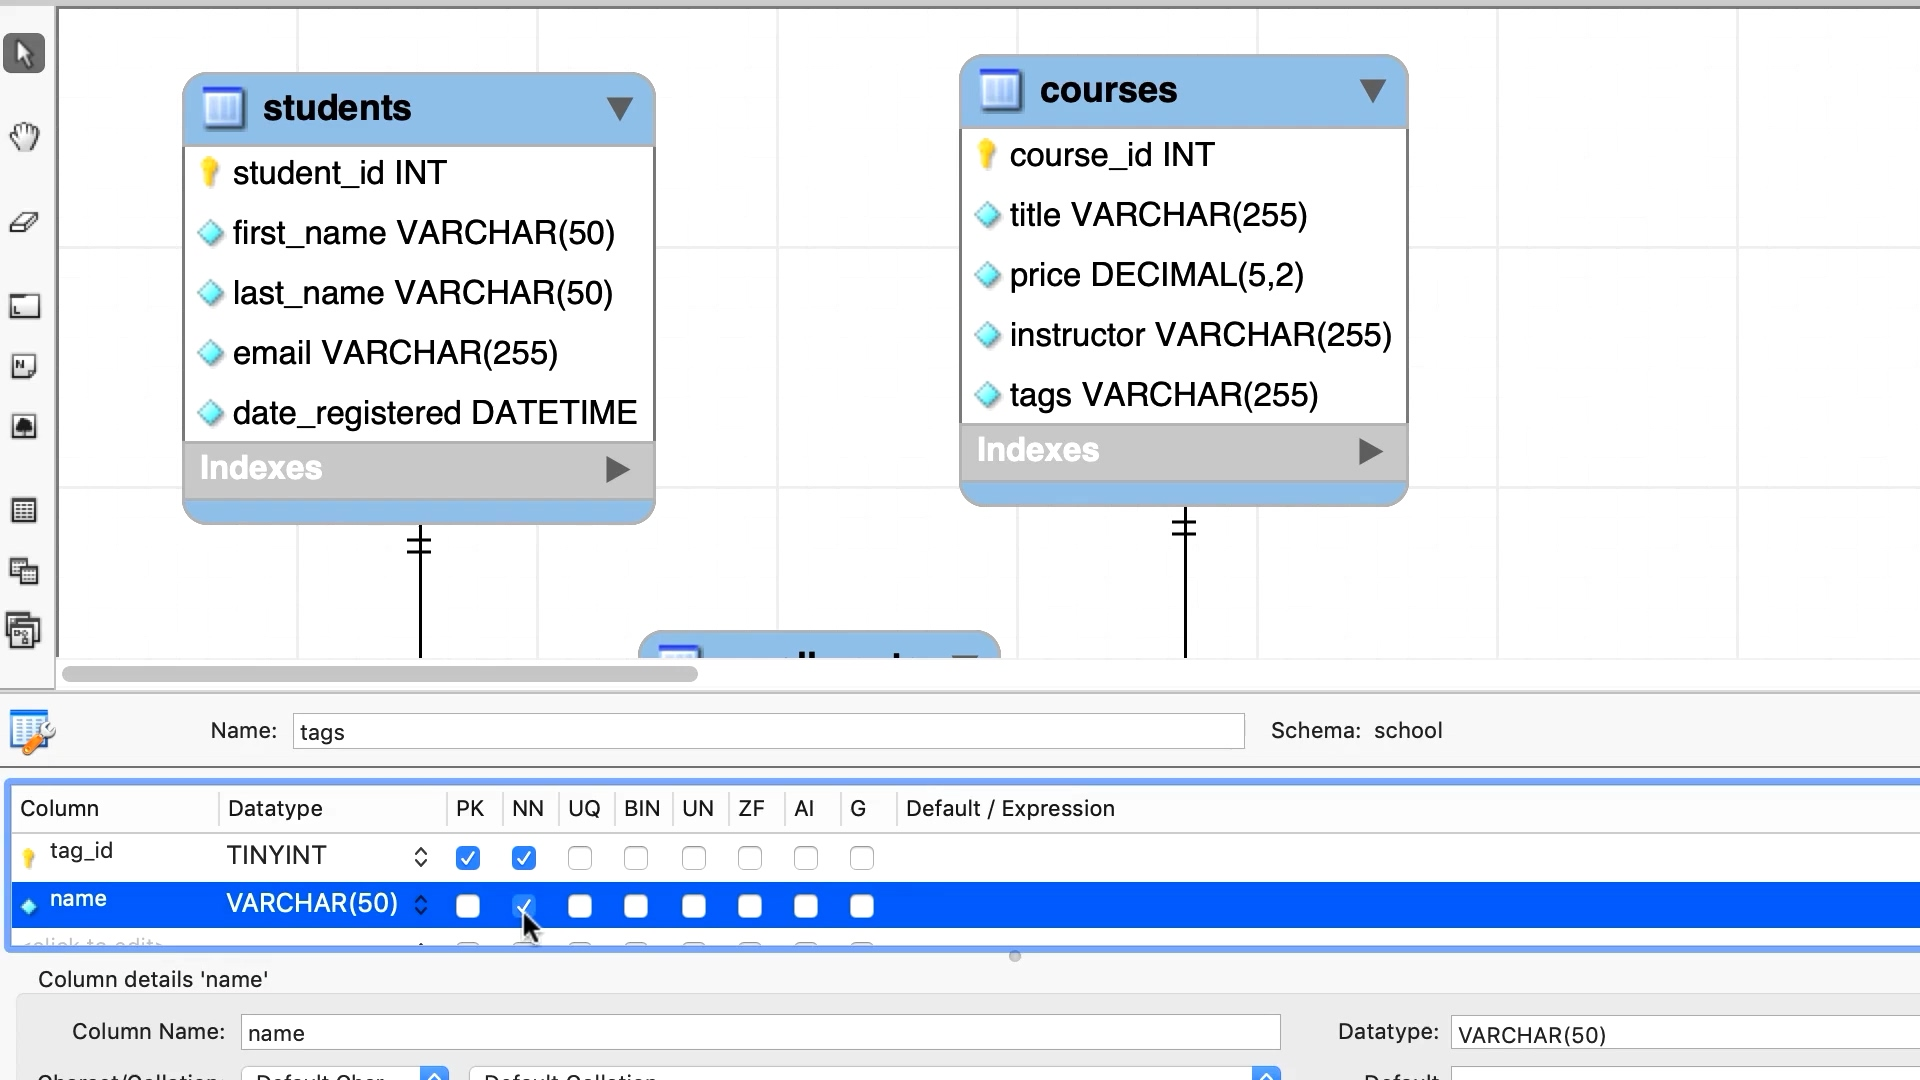 students
student_id INT
first_name VARCHAR(50)
last_name VARCHAR(50)
email VARCHAR(255)
date_registered DATETIME
Indexes
courses
course_id INT
title VARCHAR(255)
price DECIMAL(5,2)
instructor VARCHAR(255)
tags VARCHAR(255)
Indexes
Name: tags Schema: school
Column Datatype PK NN UQ BIN UN ZF AI G Default / Expression
tag_id TINYINT
name VARCHAR(50)
Column details 'name'
Column Name: name Datatype: VARCHAR(50)
Default Collation Default